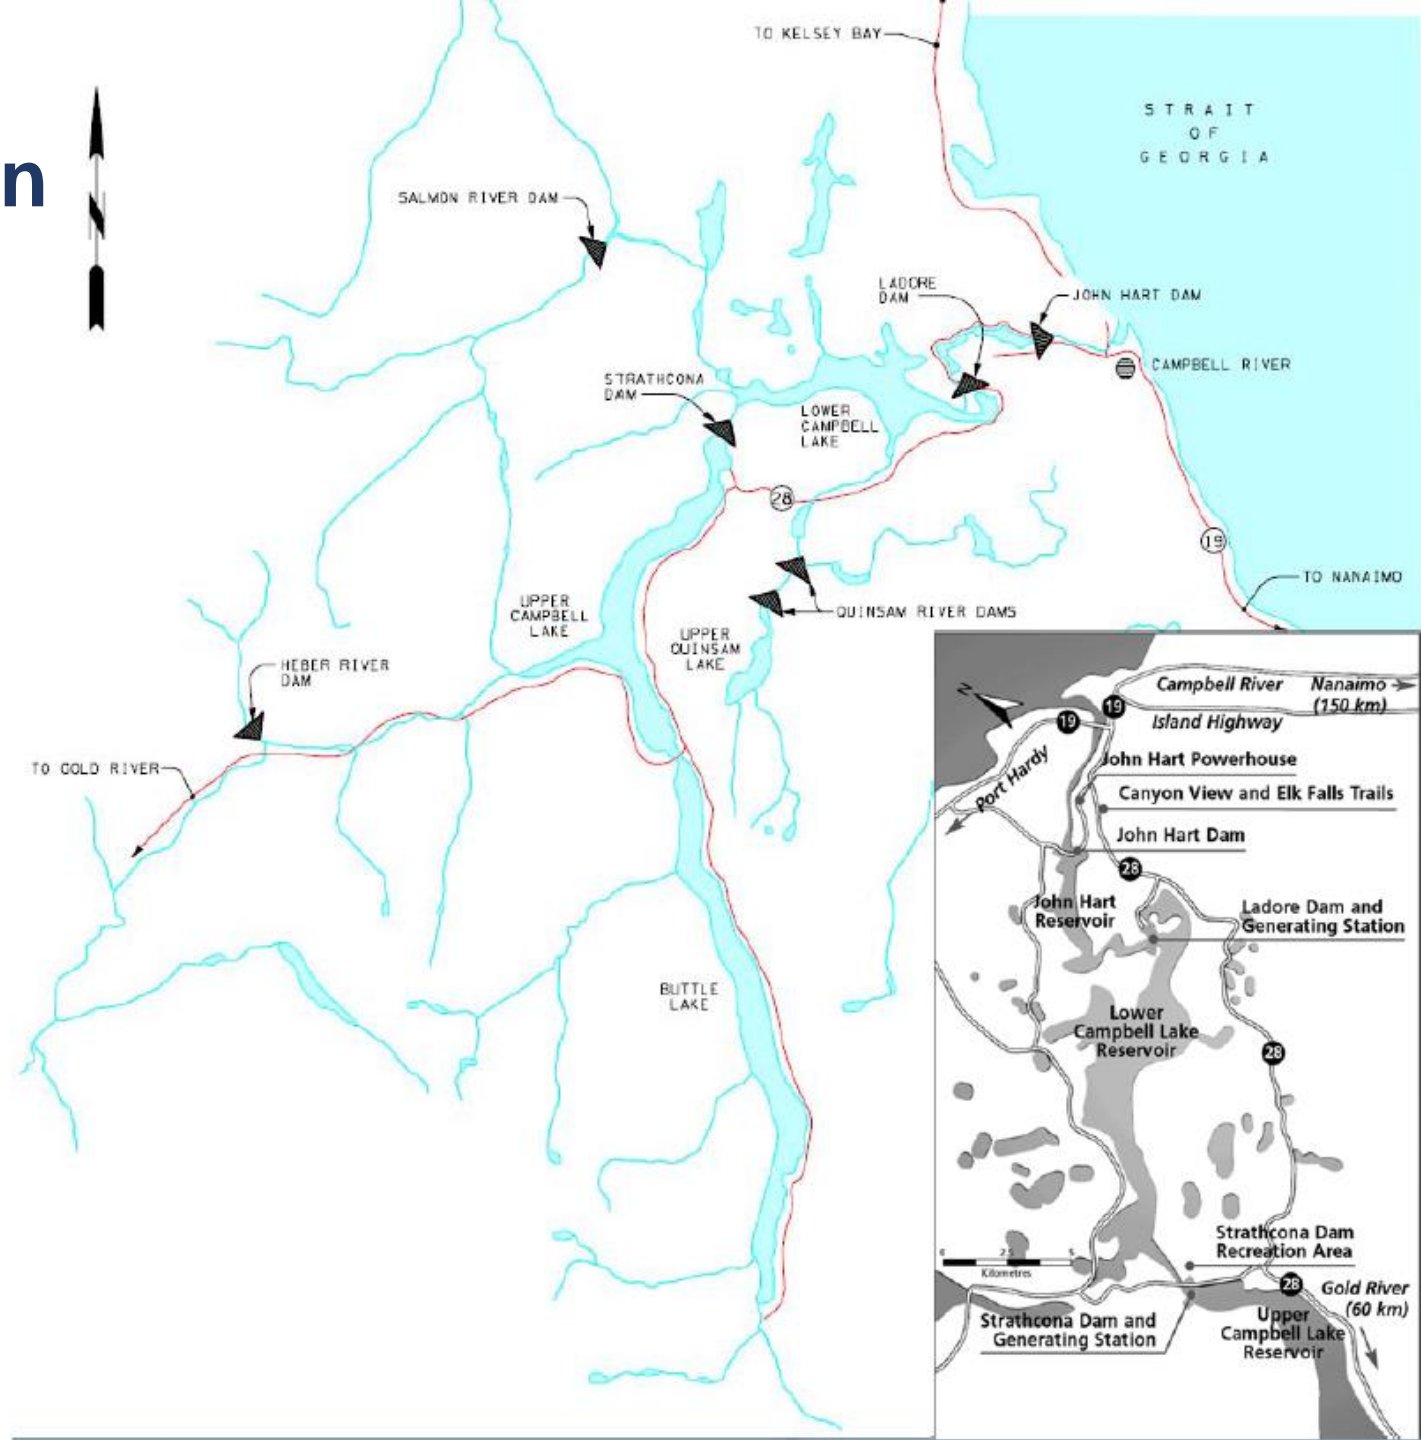 n
TO KELSEY BAY
STRAIT
OF
GEORGIA
N
SALMON RIVER DAM
LADORE
DAM
JOHN HART DAM
CAMPBELL RIVER
STRATHCONA
DAM
LOWER
CAMPBELL
LAKE
28
19
TO NANAIMO
QUINSAM RIVER DAMS
UPPER
CAMPBELL
LAKE
UPPER
QUINSAM
LAKE
HEBER RIVER
DAM
TO GOLD RIVER
BUTTLE
LAKE
N
Campbell River
Nanaimo
(150 km)
19
19
Island Highway
Port Hardy
John Hart Powerhouse
Canyon View and Elk Falls Trails
John Hart Dam
28
John Hart
Reservoir
Ladore Dam and
Generating Station
Lower
Campbell Lake
Reservoir
28
Strathcona Dam
Recreation Area
0 2.5 5
Kilometres
28
Gold River
(60 km)
Strathcona Dam and
Generating Station
Upper
Campbell Lake
Reservoir